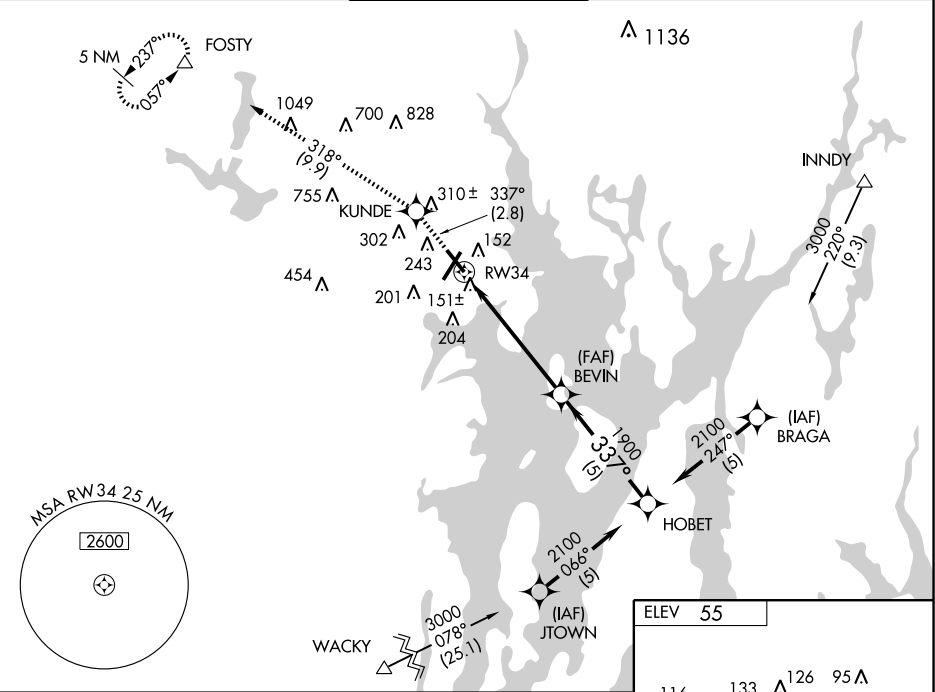 1136
FOSTY
5 NM
237°
057°
1049
700
828
318°
(9.9)
INNDY
755
310± 337°
(2.8)
KUNDE
302
243
152
RW34
3000
220°
(9.3)
454
201
151±
204
(FAF)
BEVIN
1900
337°
(5)
(IAF)
BRAGA
2100
247°
(5)
MSA RW34 25 NM
2600
HOBET
2100
066°
(5)
(IAF)
JTOWN
WACKY
3000
078°
(25.1)
ELEV 55
126 95
116 133